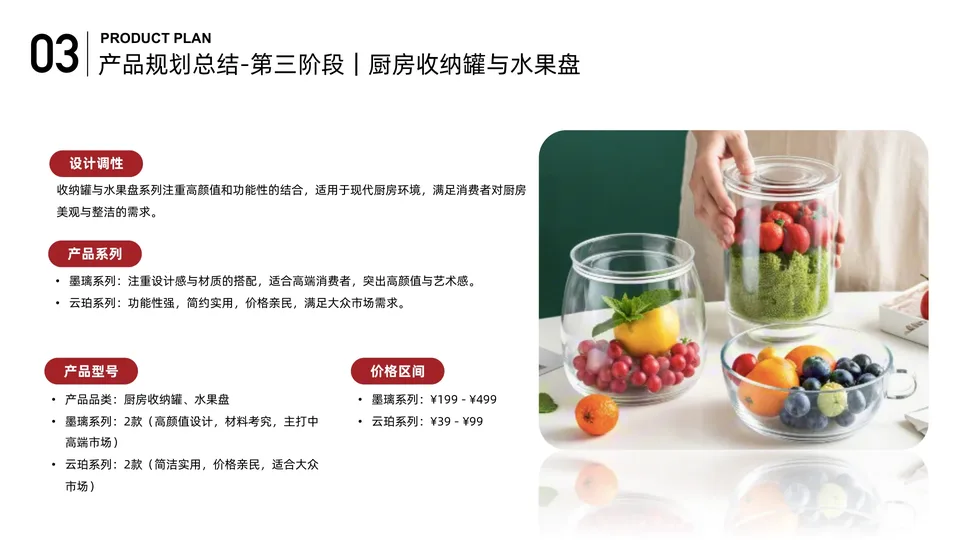 03
PRODUCT PLAN
产品规划总结-第三阶段｜厨房收纳罐与水果盘
设计调性
收纳罐与水果盘系列注重高颜值和功能性的结合，适用于现代厨房环境，满足消费者对厨房
美观与整洁的需求。
产品系列
• 墨璃系列：注重设计感与材质的搭配，适合高端消费者，突出高颜值与艺术感。
• 云珀系列：功能性强，简约实用，价格亲民，满足大众市场需求。
产品型号
• 产品品类：厨房收纳罐、水果盘
• 墨璃系列：2款（高颜值设计，材料考究，主打中
高端市场）
• 云珀系列：2款（简洁实用，价格亲民，适合大众
市场）
价格区间
• 墨璃系列：¥199 - ¥499
• 云珀系列：¥39 - ¥99